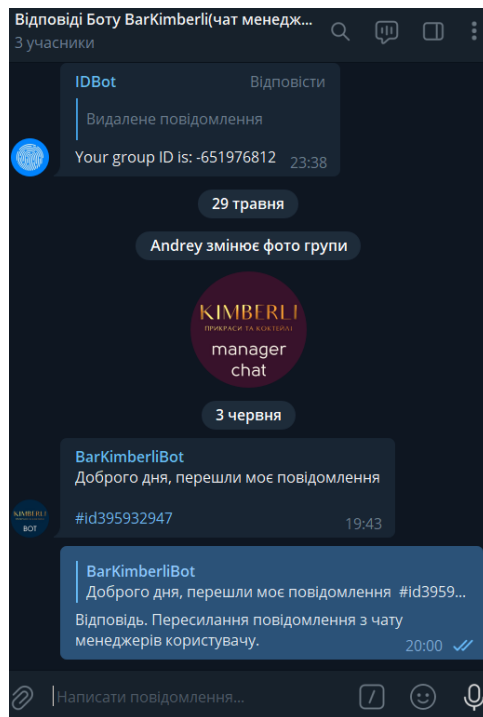 Відповіді Боту BarKimberli(чат менедж...
3 учасники
IDBot Відповісти
Видалене повідомлення
Your group ID is: -651976812 23:38
29 травня
Andrey змінює фото групи
KIMBERLI
ПРИКРАСИ ТА КОКТЕЙЛІ
manager
chat
3 червня
BarKimberliBot
Доброго дня, перешли моє повідомлення
#id395932947 19:43
KIMBERLI
BOT
BarKimberliBot
Доброго дня, перешли моє повідомлення #id3959...
Відповідь. Пересилання повідомлення з чату
менеджерів користувачу. 20:00
Написати повідомлення...